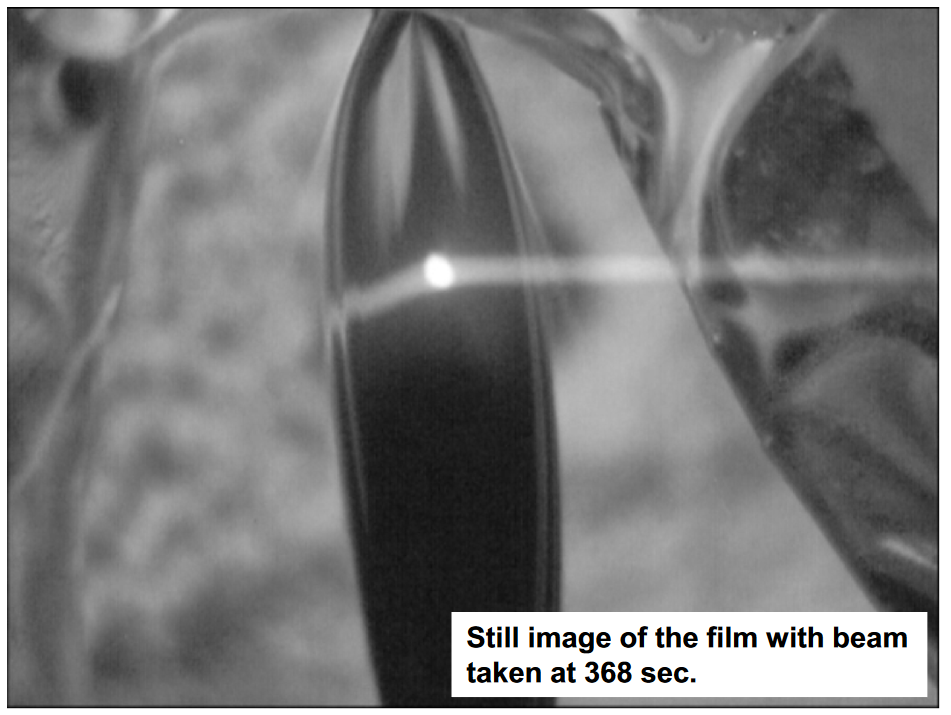 Still image of the film with beam
taken at 368 sec.